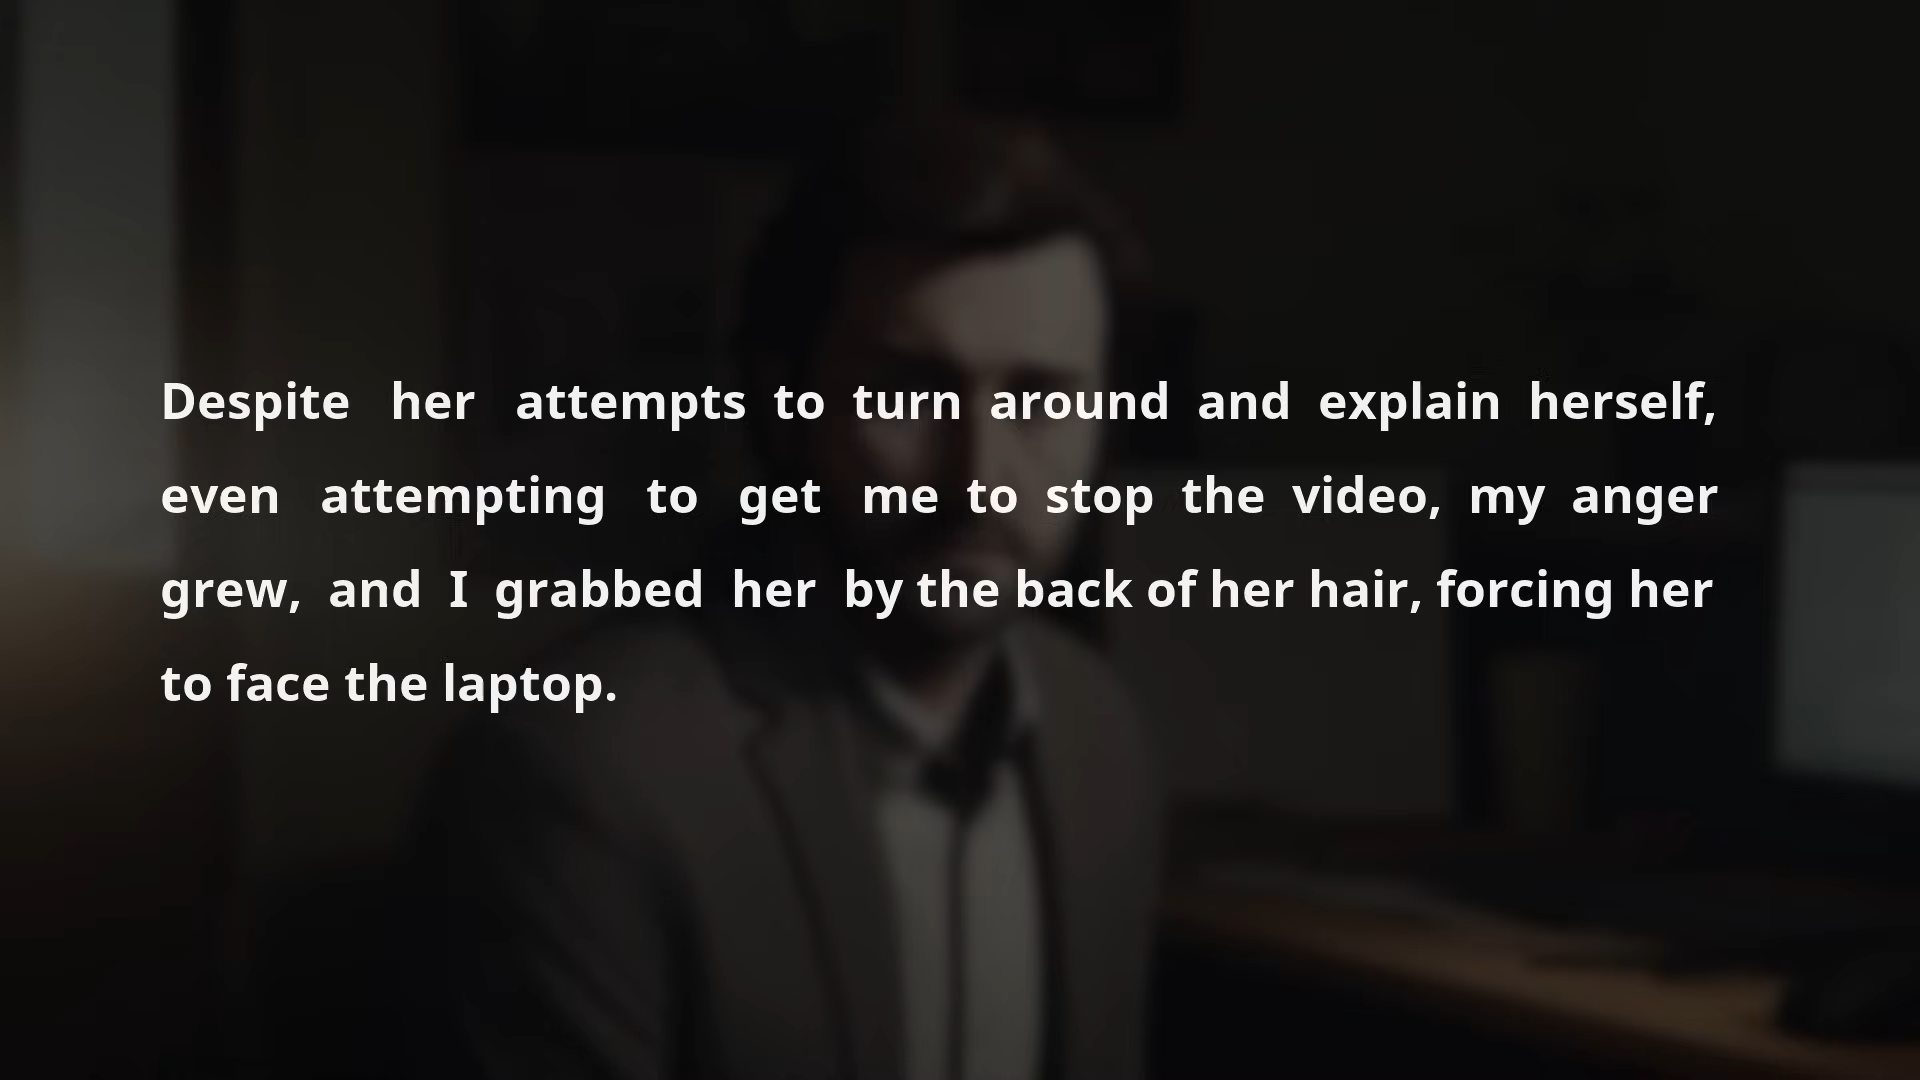 Despite her attempts to turn around and explain herself,
even attempting to get me to stop the video, my anger
grew, and I grabbed her by the back of her hair, forcing her
to face the laptop.